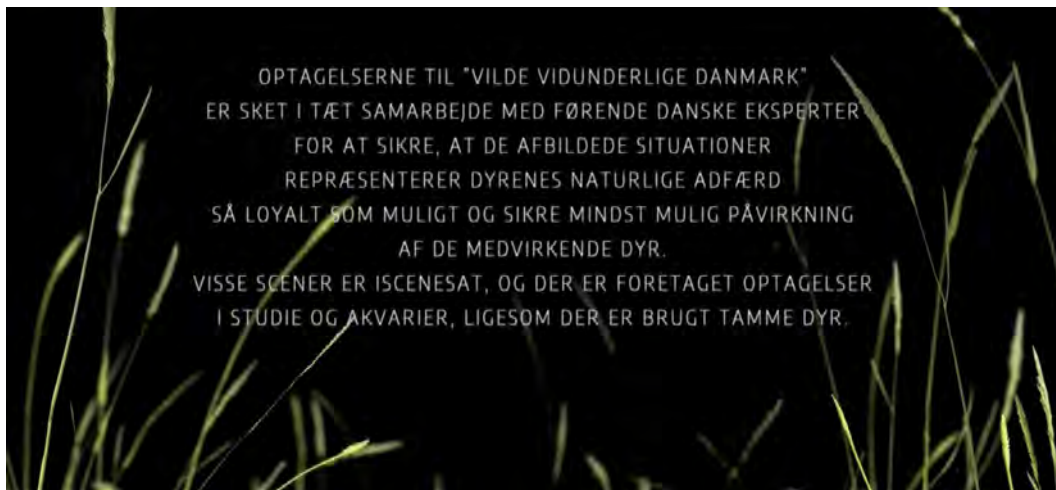 OPTAGELSERNE TIL "VILDE VIDUNDERLIGE DANMARK"
ER SKET I TÆT SAMARBEJDE MED FØRENDE DANSKE EKSPERTER
FOR AT SIKRE, AT DE AFBILDEDE SITUATIONER
REPRÆSENTERER DYRENES NATURLIGE ADFÆRD
SÅ LOYALT SOM MULIGT OG SIKRE MINDST MULIG PÅVIRKNING
AF DE MEDVIRKENDE DYR.
VISSE SCENER ER ISCENESAT, OG DER ER FORETAGET OPTAGELSER
I STUDIE OG AKVARIER, LIGESOM DER ER BRUGT TAMME DYR.